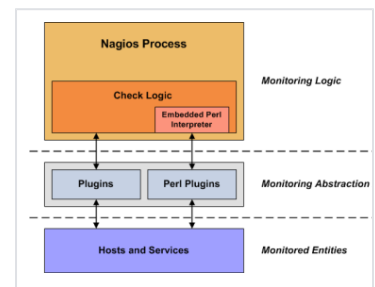 Nagios Process
Monitoring Logic
Check Logic
Embedded Perl
Interpreter
Plugins
Perl Plugins
Monitoring Abstraction
Hosts and Services
Monitored Entities